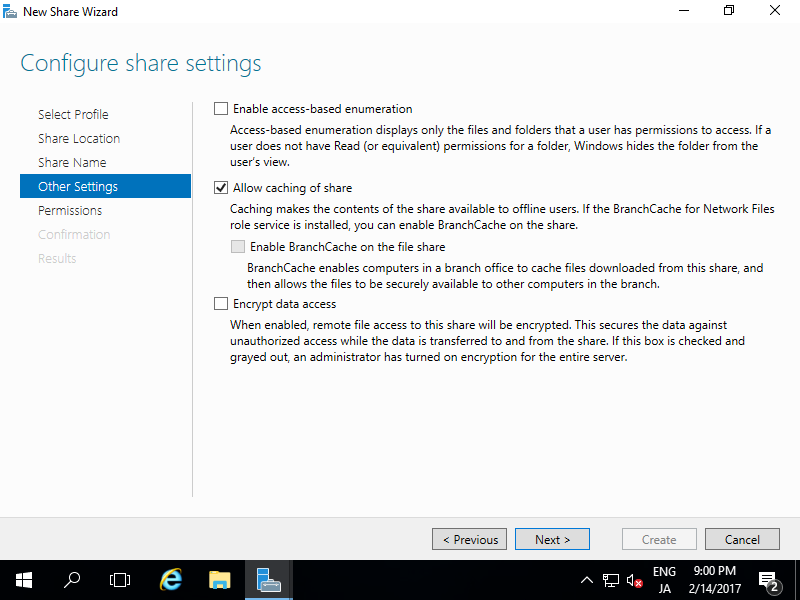 New Share Wizard
Configure share settings
Select Profile
Share Location
Share Name
Other Settings
Permissions
Confirmation
Results
Enable access-based enumeration
Access-based enumeration displays only the files and folders that a user has permissions to access. If a
user does not have Read (or equivalent) permissions for a folder, Windows hides the folder from the
user's view.
Allow caching of share
Caching makes the contents of the share available to offline users. If the BranchCache for Network Files
role service is installed, you can enable BranchCache on the share.
Enable BranchCache on the file share
BranchCache enables computers in a branch office to cache files downloaded from this share, and
then allows the files to be securely available to other computers in the branch.
Encrypt data access
When enabled, remote file access to this share will be encrypted. This secures the data against
unauthorized access while the data is transferred to and from the share. If this box is checked and
grayed out, an administrator has turned on encryption for the entire server.
< Previous
Next >
Create
Cancel
ENG
JA
9:00 PM
2/14/2017
2